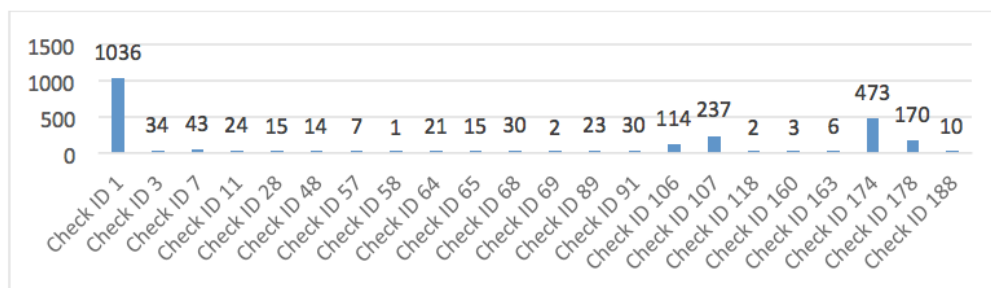 1500
1000
500
0
1036 34 43 24 15 14 7 1 21 15 30 2 23 30 114 237 2 3 6 473 170 10
Check ID 1
Check ID 3
Check ID 7
Check ID 11
Check ID 28
Check ID 48
Check ID 57
Check ID 58
Check ID 64
Check ID 65
Check ID 68
Check ID 69
Check ID 89
Check ID 91
Check ID 106
Check ID 107
Check ID 118
Check ID 160
Check ID 163
Check ID 174
Check ID 178
Check ID 188